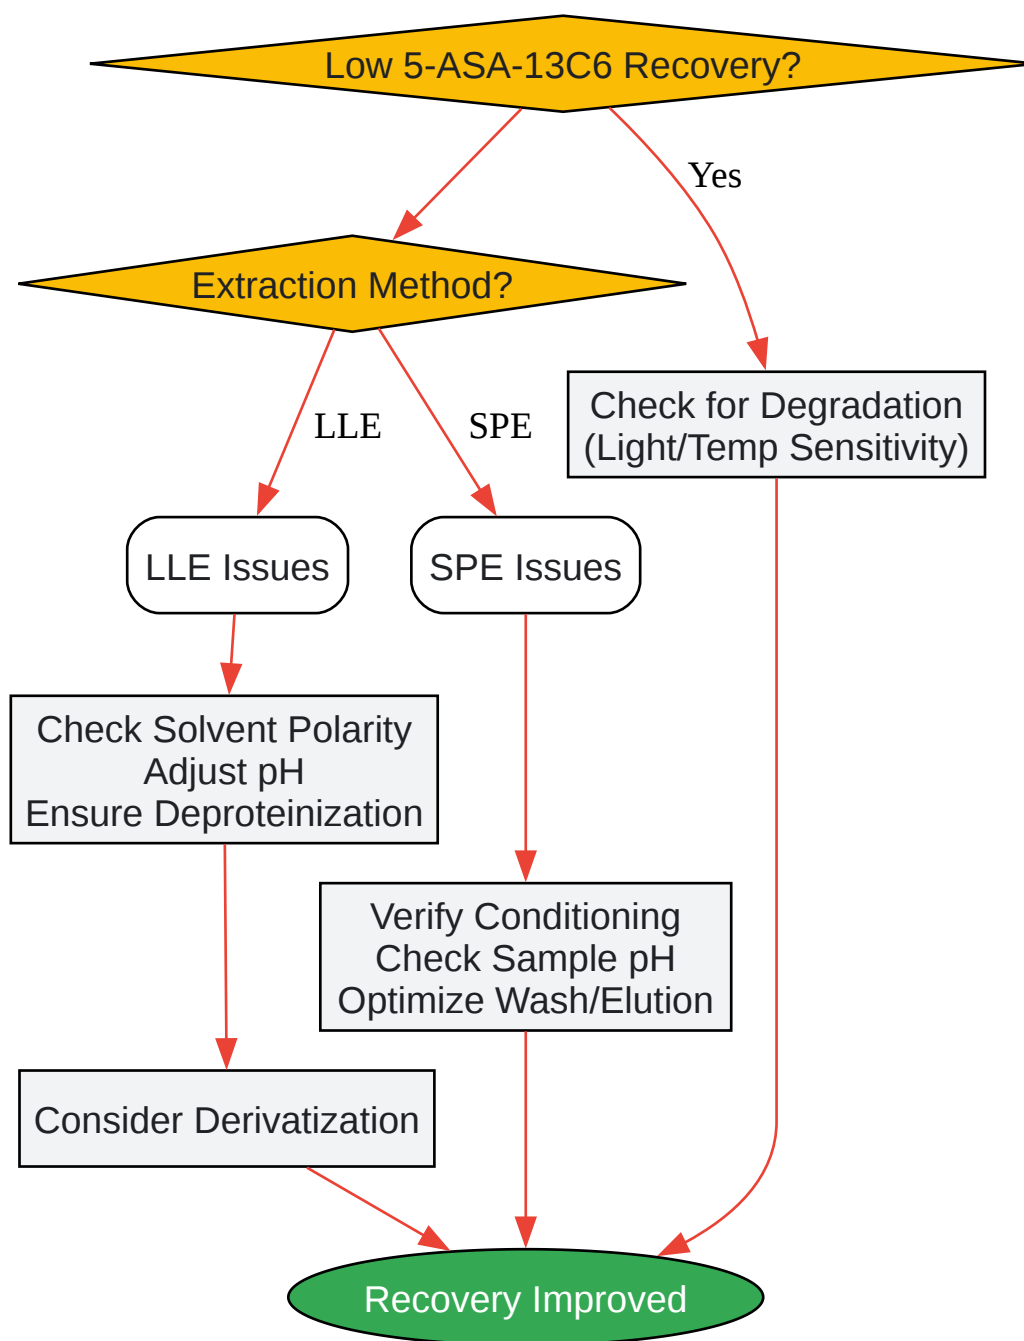 Low 5-ASA-13C6 Recovery?
Yes
Extraction Method?
LLE
SPE
Check for Degradation
(Light/Temp Sensitivity)
LLE Issues
SPE Issues
Check Solvent Polarity
Adjust pH
Ensure Deproteinization
Verify Conditioning
Check Sample pH
Optimize Wash/Elution
Consider Derivatization
Recovery Improved